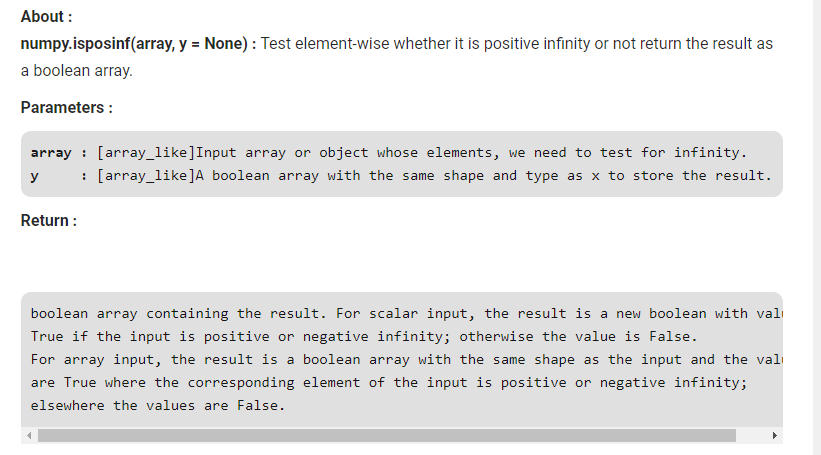 About :
numpy.isposinf(array, y = None) : Test element-wise whether it is positive infinity or not return the result as
a boolean array.
Parameters :
array : [array_like]Input array or object whose elements, we need to test for infinity.
y     : [array_like]A boolean array with the same shape and type as x to store the result.
Return :
boolean array containing the result. For scalar input, the result is a new boolean with
True if the input is positive or negative infinity; otherwise the value is False.
For array input, the result is a boolean array with the same shape as the input and the
are True where the corresponding element of the input is positive or negative infinity;
elsewhere the values are False.